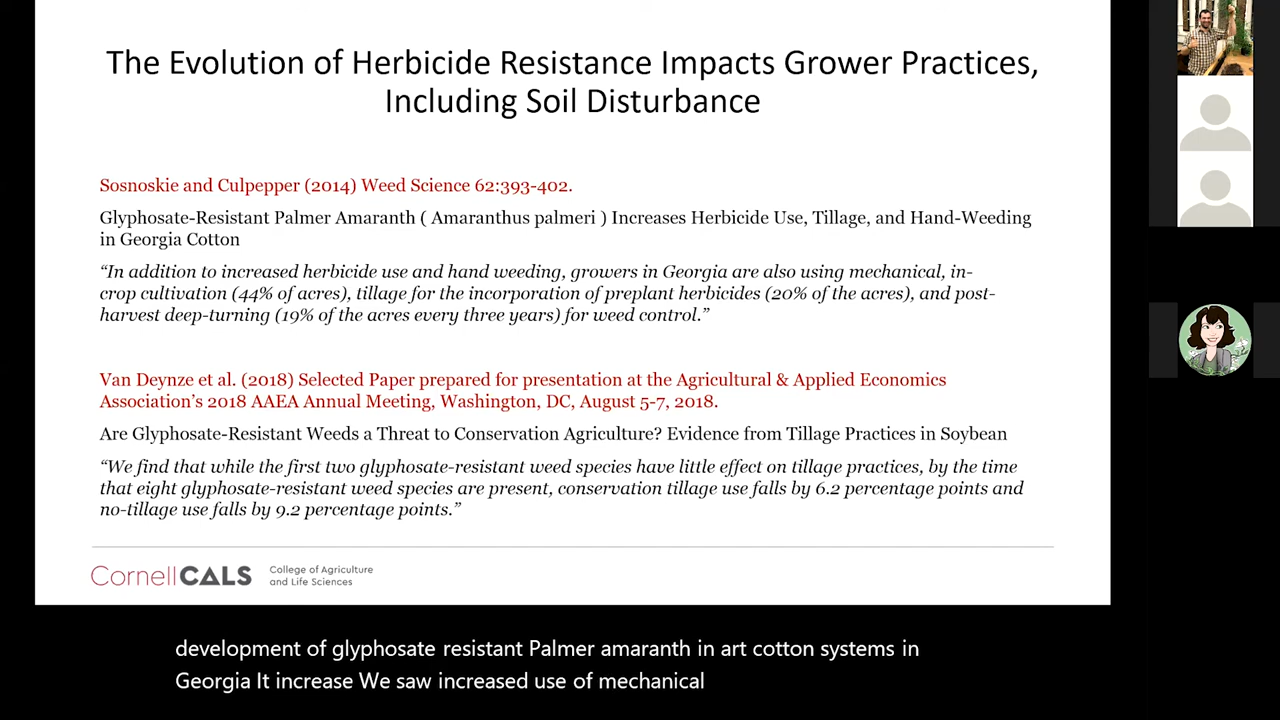 The Evolution of Herbicide Resistance Impacts Grower Practices,
Including Soil Disturbance
Sosnoskie and Culpepper (2014) Weed Science 62:393-402.
Glyphosate-Resistant Palmer Amaranth ( Amaranthus palmeri ) Increases Herbicide Use, Tillage, and Hand-Weeding
in Georgia Cotton
“In addition to increased herbicide use and hand weeding, growers in Georgia are also using mechanical, in-
crop cultivation (44% of acres), tillage for the incorporation of preplant herbicides (20% of the acres), and post-
harvest deep-turning (19% of the acres every three years) for weed control.”
Van Deynze et al. (2018) Selected Paper prepared for presentation at the Agricultural & Applied Economics
Association’s 2018 AAEA Annual Meeting, Washington, DC, August 5-7, 2018.
Are Glyphosate-Resistant Weeds a Threat to Conservation Agriculture? Evidence from Tillage Practices in Soybean
“We find that while the first two glyphosate-resistant weed species have little effect on tillage practices, by the time
that eight glyphosate-resistant weed species are present, conservation tillage use falls by 6.2 percentage points and
no-tillage use falls by 9.2 percentage points.”
CornellCALS
College of Agriculture
and Life Sciences
development of glyphosate resistant Palmer amaranth in art cotton systems in
Georgia It increase We saw increased use of mechanical